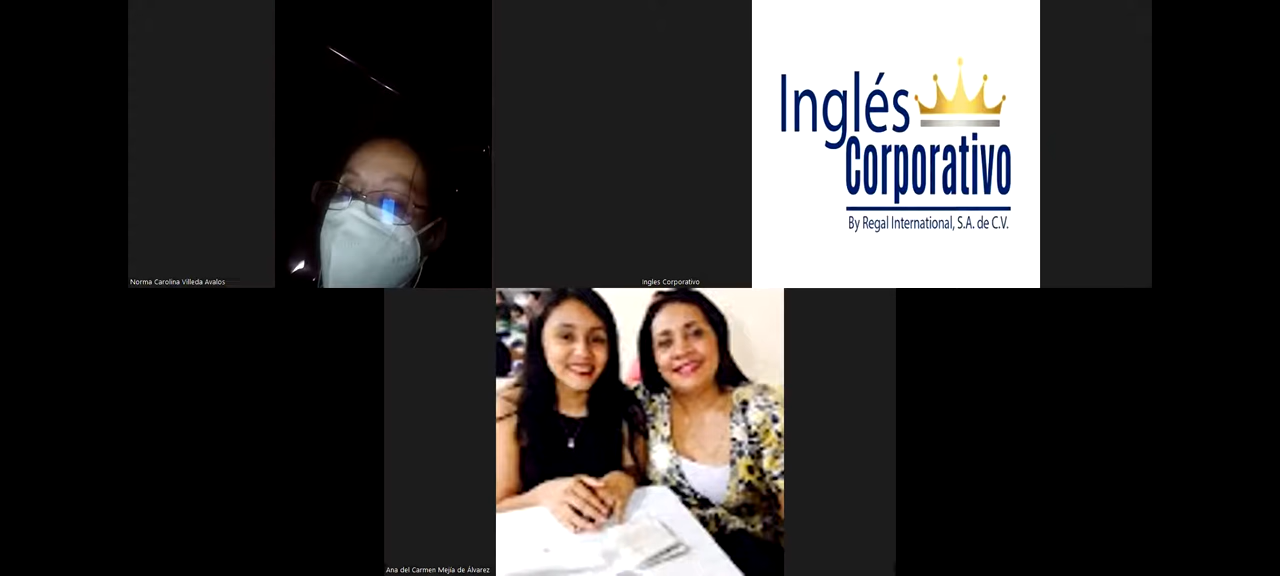 Inglés
Corporativo
By Regal International, S.A. de C.V.
Norma Carolina Villeda Avalos
Ingles Corporativo
Ana del Carmen Mejía de Álvarez